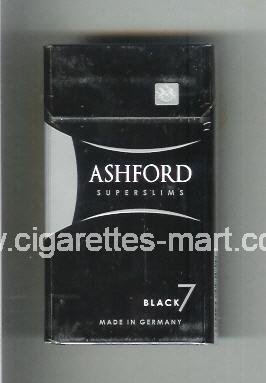 ASHFORD
SUPERSLIMS
www.cigarettes-mart.com
BLACK 7
MADE IN GERMANY